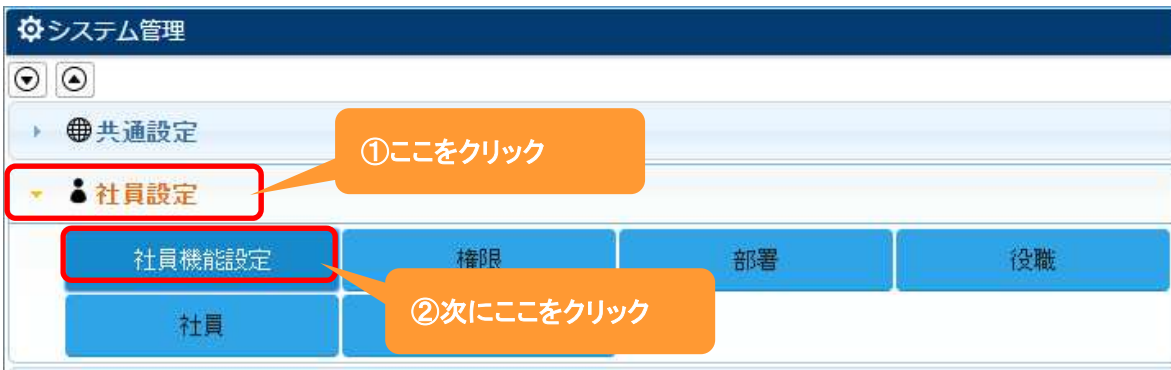 システム管理
共通設定
①ここをクリック
社員設定
社員機能設定
権限
部署
役職
②次にここをクリック
社員